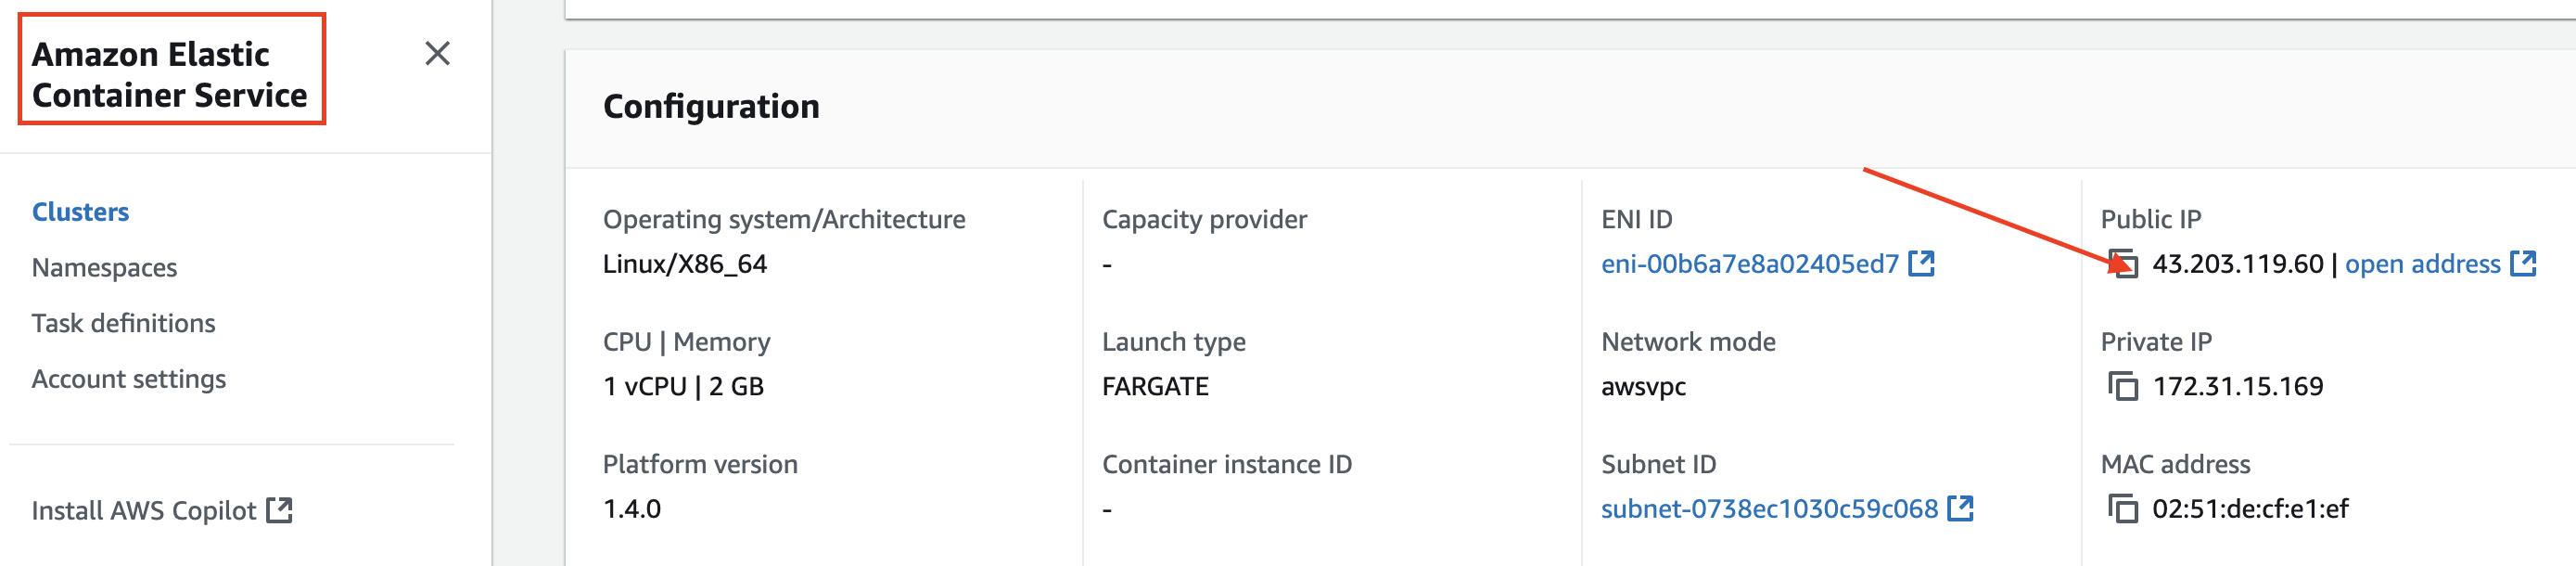 Amazon Elastic
Container Service
Clusters
Namespaces
Task definitions
Account settings
Install AWS Copilot
Configuration
Operating system/Architecture
Linux/X86_64
CPU | Memory
1 vCPU | 2 GB
Platform version
1.4.0
Capacity provider
-
Launch type
FARGATE
Container instance ID
-
ENI ID
eni-00b6a7e8a02405ed7
Network mode
awsvpc
Subnet ID
subnet-0738ec1030c59c068
Public IP
43.203.119.60 | open address
Private IP
172.31.15.169
MAC address
02:51:de:cf:e1:ef